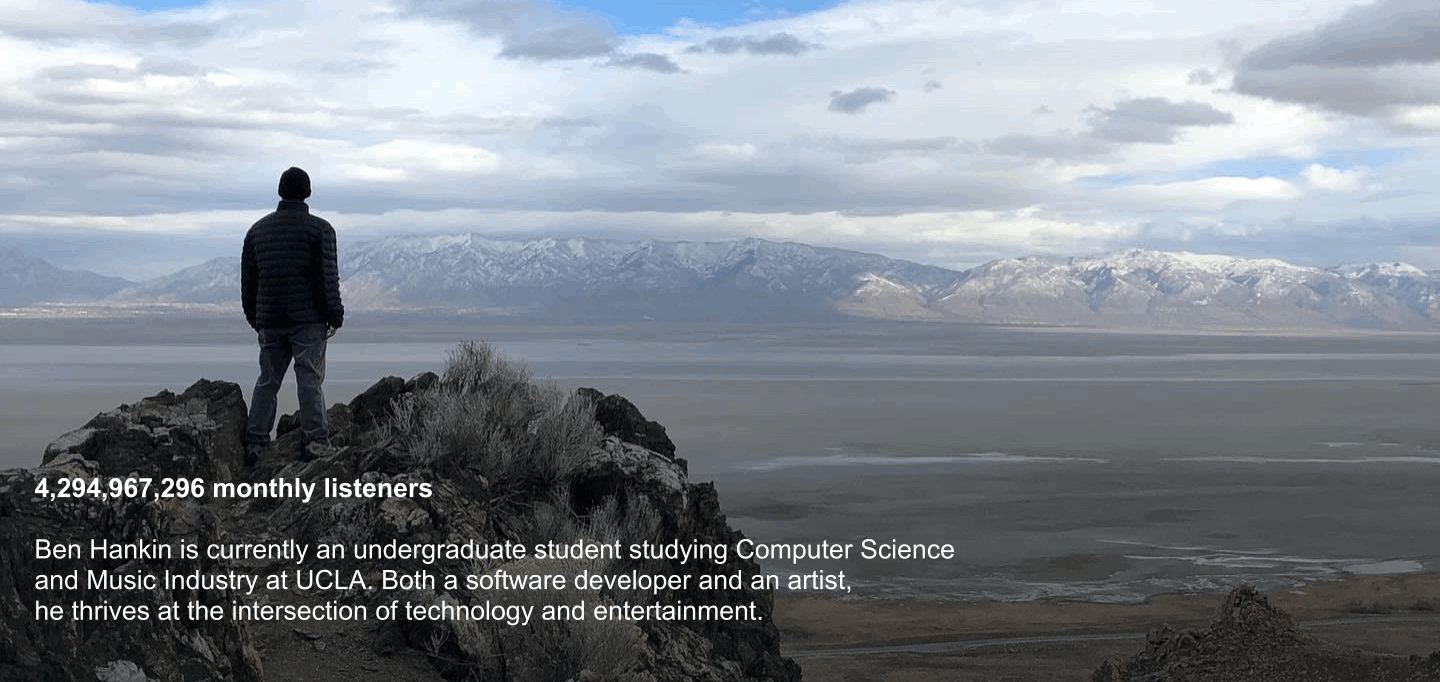 4,294,967,296 monthly listeners
Ben Hankin is currently an undergraduate student studying Computer Science
and Music Industry at UCLA. Both a software developer and an artist,
he thrives at the intersection of technology and entertainment.